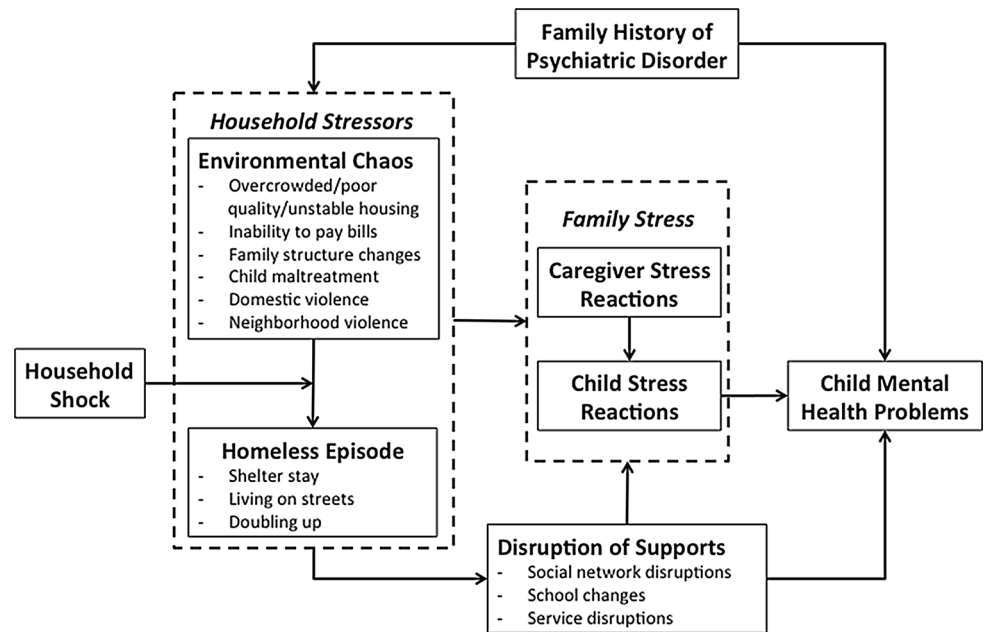 Family History of
Psychiatric Disorder
Household Stressors
Environmental Chaos
- Overcrowded/poor
quality/unstable housing
- Inability to pay bills
- Family structure changes
- Child maltreatment
- Domestic violence
- Neighborhood violence
Family Stress
Caregiver Stress
Reactions
Household
Shock
Child Stress
Reactions
Child Mental
Health Problems
Homeless Episode
- Shelter stay
- Living on streets
- Doubling up
Disruption of Supports
- Social network disruptions
- School changes
- Service disruptions